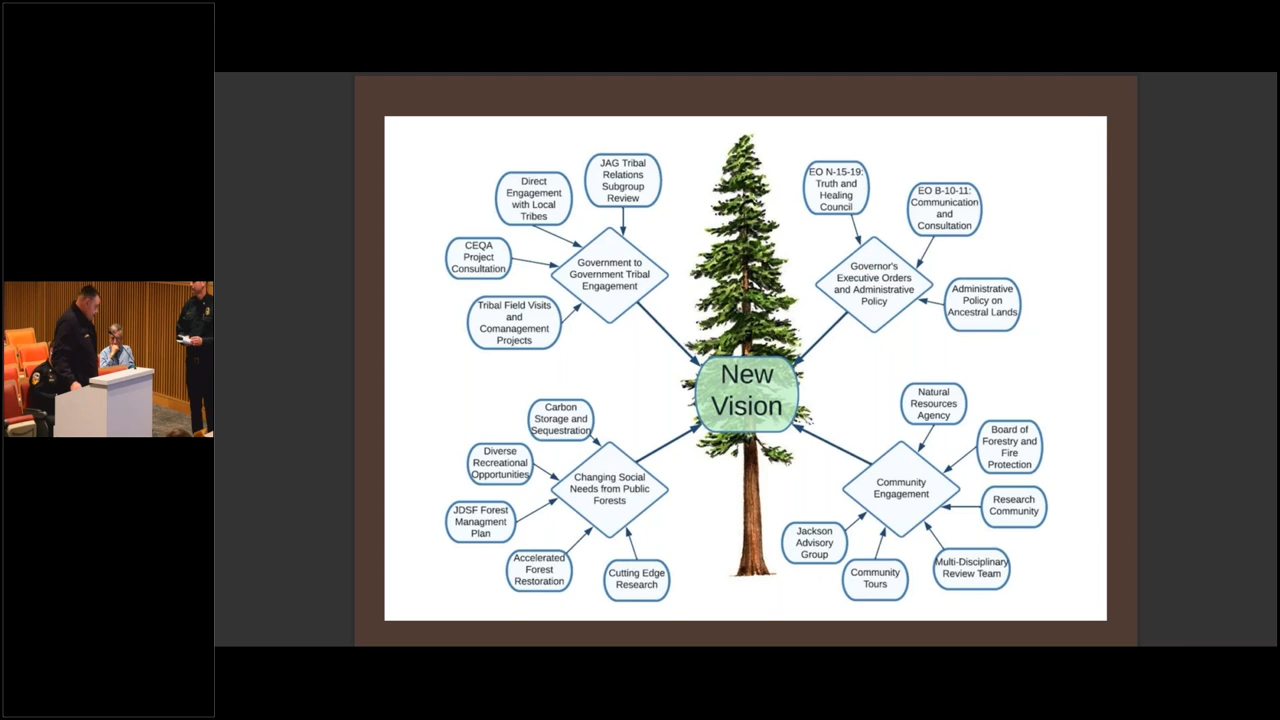 JAG Tribal
Relations
Subgroup
Review
Direct
Engagement
with Local
Tribes
CEQA
Project
Consultation
Tribal Field Visits
and
Comanagement
Projects
Government to
Government Tribal
Engagement
EO N-15-19:
Truth and
Healing
Council
EO B-10-11:
Communication
and
Consultation
Administrative
Policy on
Ancestral Lands
Governor's
Executive Orders
and Administrative
Policy
New
Vision
Carbon
Storage and
Sequestration
Diverse
Recreational
Opportunities
JDSF Forest
Managment
Plan
Accelerated
Forest
Restoration
Cutting Edge
Research
Changing Social
Needs from Public
Forests
Natural
Resources
Agency
Board of
Forestry and
Fire
Protection
Research
Community
Multi-Disciplinary
Review Team
Community
Tours
Jackson
Advisory
Group
Community
Engagement